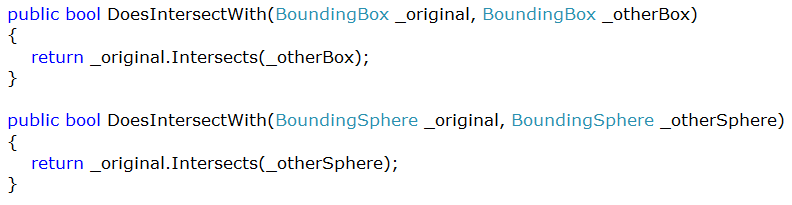 public bool DoesIntersectWith(BoundingBox _original, BoundingBox _otherBox)
{
    return _original.Intersects(_otherBox);
}

public bool DoesIntersectWith(BoundingSphere _original, BoundingSphere _otherSphere)
{
    return _original.Intersects(_otherSphere);
}